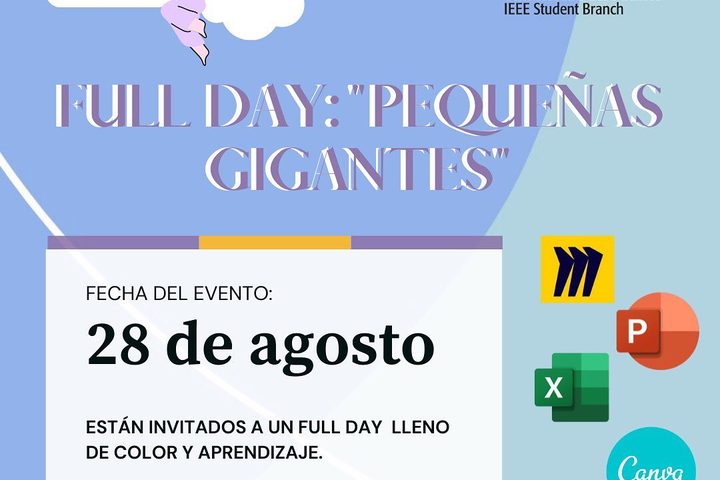 IEEE Student Branch
FULL DAY: "PEQUEÑAS
GIGANTES"
FECHA DEL EVENTO:
28 de agosto
ESTÁN INVITADOS A UN FULL DAY LLENO
DE COLOR Y APRENDIZAJE.
P
X
Canva